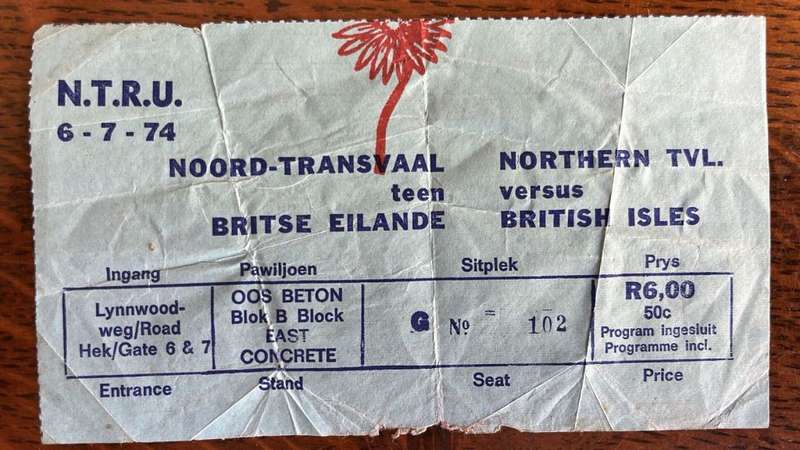 N.T.R.U.
6 - 7 - 74
NOORD-TRANSVAAL NORTHERN TVL.
teen versus
BRITSE EILANDE BRITISH ISLES
Ingang Pawiljoen Sitplek Prys
Lynnwood-
weg/Road
Hek/Gate 6 & 7
OOS BETON
Blok B Block
EAST
CONCRETE
G No 102
R6,00
50c
Program ingesluit
Programme incl.
Entrance Stand Seat Price